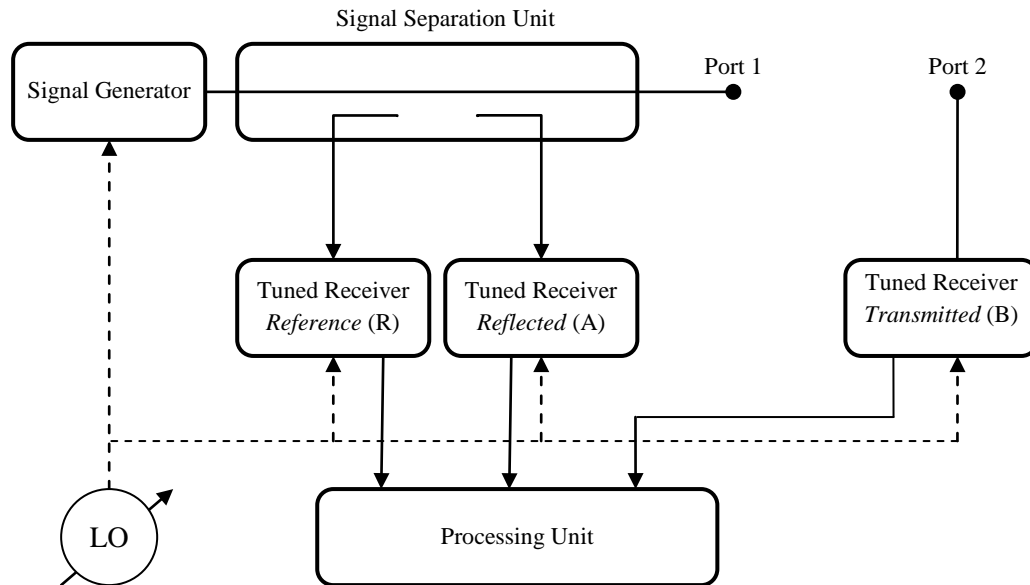 Signal Separation Unit
Signal Generator
Port 1
Port 2
Tuned Receiver
Reference (R)
Tuned Receiver
Reflected (A)
Tuned Receiver
Transmitted (B)
LO
Processing Unit